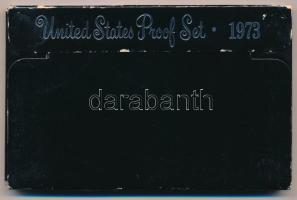 United States Proof Set · 1973
darabanth